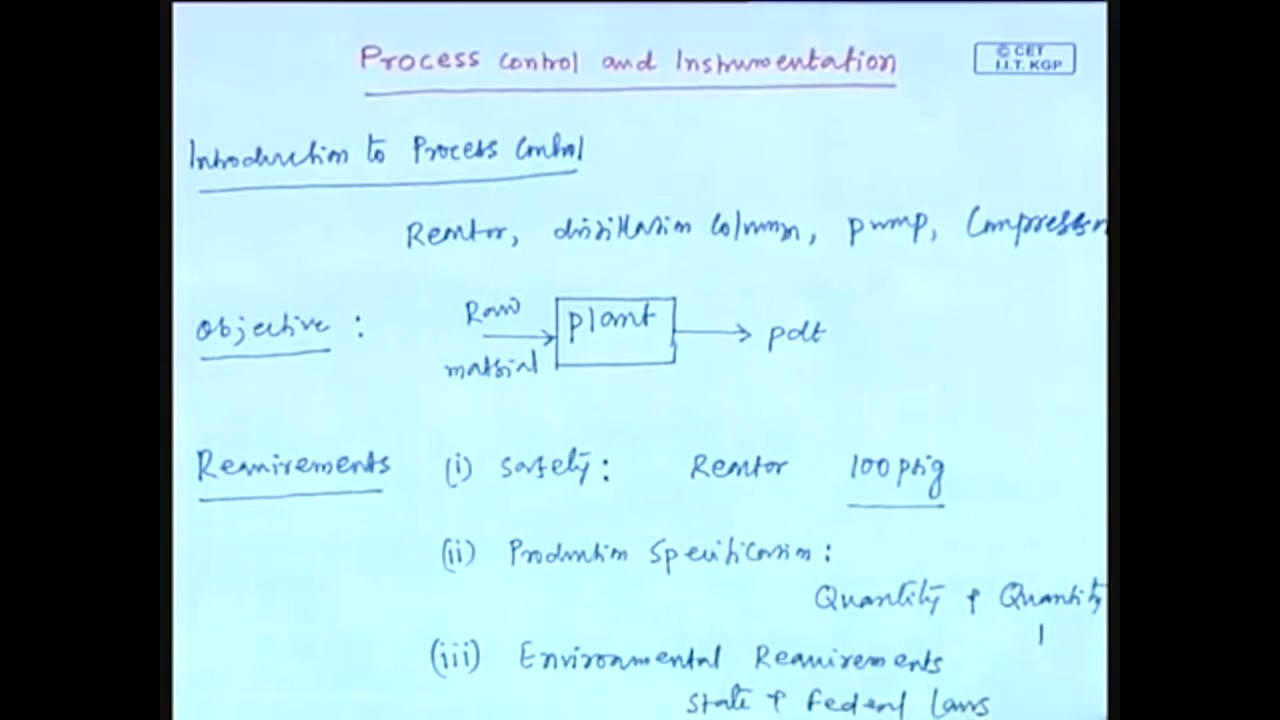 Process Control and Instrumentation
© CET
I.I.T. KGP
Introduction to Process Control
Reactor, distillation column, pump, Compressor
Objective : Raw material plant pdt
Requirements (i) Safety : Reactor 100 psig
(ii) Production Specification :
Quantity & Quantity
(iii) Environmental Requirements
State & Federal Laws